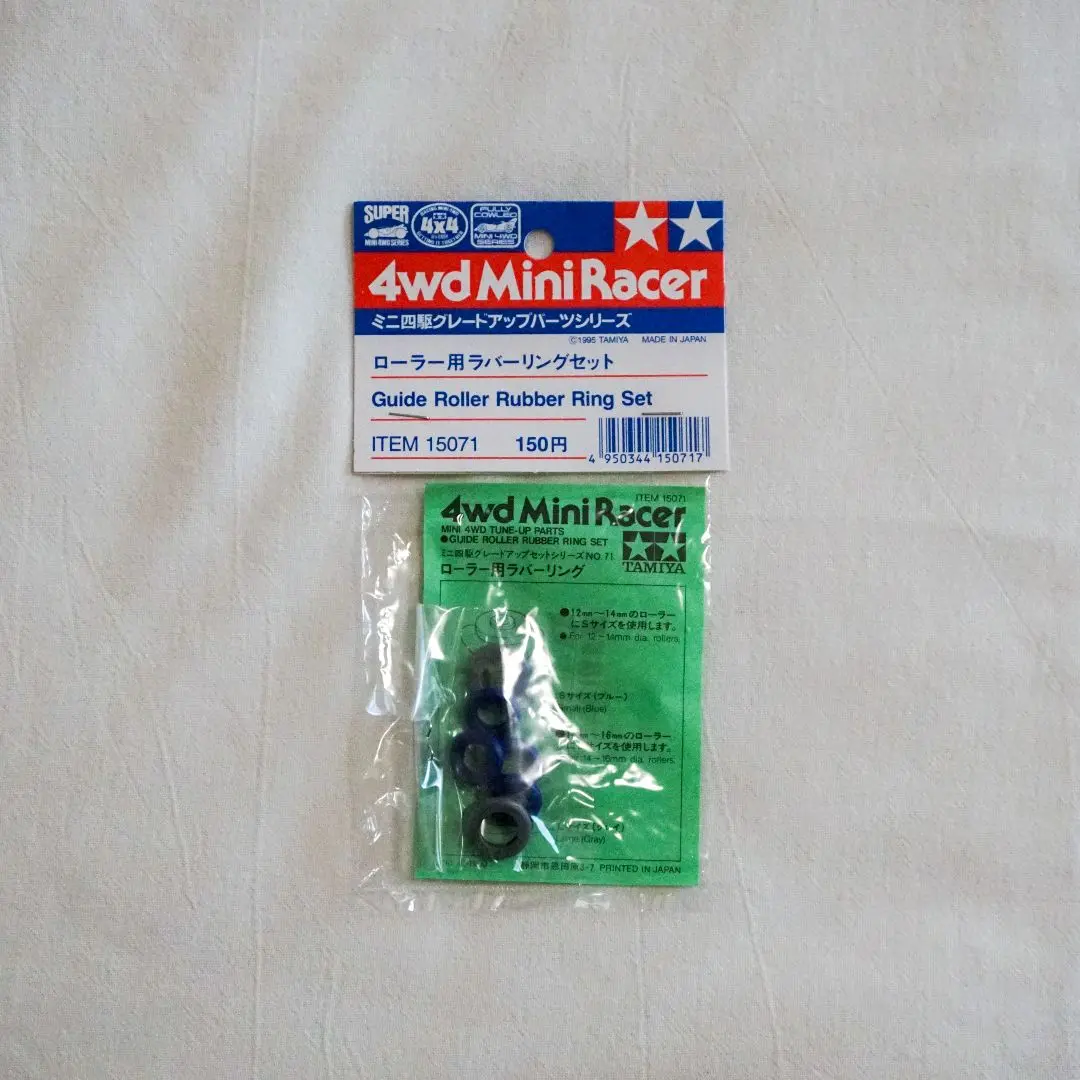 SUPER
MINI 4WD SERIES
4x4
FULLY
COWLED
MINI 4WD
SERIES
4wd Mini Racer
ミニ四駆グレードアップパーツシリーズ
©1995 TAMIYA MADE IN JAPAN
ローラー用ラバーリングセット
Guide Roller Rubber Ring Set
ITEM 15071 150円
4 950344 150717
ITEM 15071
4wd Mini Racer
MINI 4WD TUNE-UP PARTS
●GUIDE ROLLER RUBBER RING SET
ミニ四駆グレードアップセットシリーズNO.71
ローラー用ラバーリング
TAMIYA
●12mm〜14mmのローラー
にSサイズを使用します。
●For 12~14mm dia. rollers.
Sサイズ(ブルー)
Small(Blue)
〜16mmのローラー
サイズを使用します。
14~16mm dia. rollers.
(Gray)
静岡市恩田原3-7 PRINTED IN JAPAN